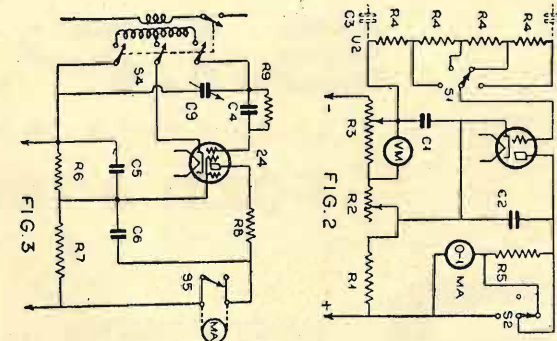 C3
R4
R4
R4
R4
U2
S1
-
R3
C1
VM
R2
C2
R1
MA
R5
S2
+
FIG.2
R9
C4
C9
S4
24
R8
C5
C6
R6
R7
S5
MA
FIG.3